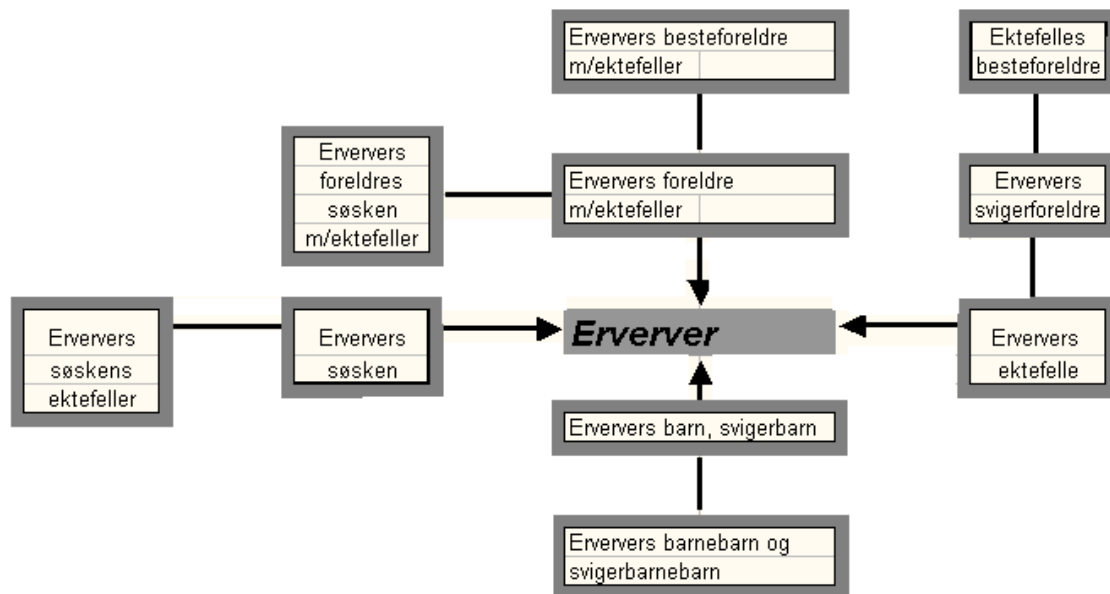 Erververs besteforeldre
m/ektefeller
Ektefelles
besteforeldre
Erververs
foreldres
søsken
m/ektefeller
Erververs foreldre
m/ektefeller
Erververs
svigerforeldre
Erververs
søskens
ektefeller
Erververs
søsken
Erverver
Erververs
ektefelle
Erververs barn, svigerbarn
Erververs barnebarn og
svigerbarnebarn